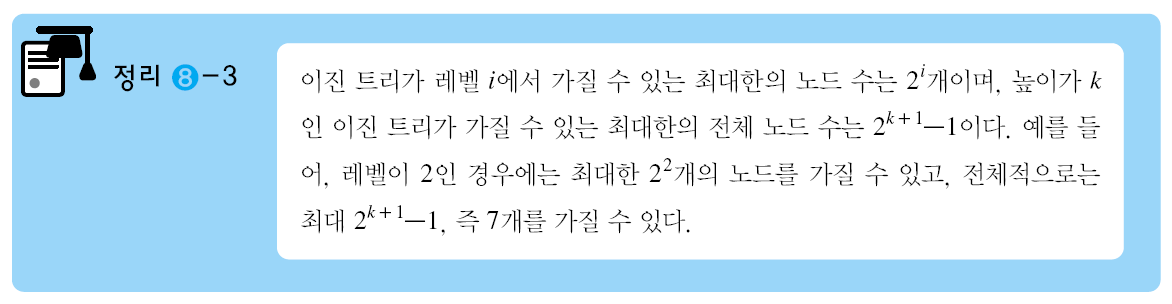 정리 8-3
이진 트리가 레벨 i에서 가질 수 있는 최대한의 노드 수는 2^i개이며, 높이가 k
인 이진 트리가 가질 수 있는 최대한의 전체 노드 수는 2^{k+1}-1이다. 예를 들
어, 레벨이 2인 경우에는 최대한 2^2개의 노드를 가질 수 있고, 전체적으로는
최대 2^{k+1}-1, 즉 7개를 가질 수 있다.